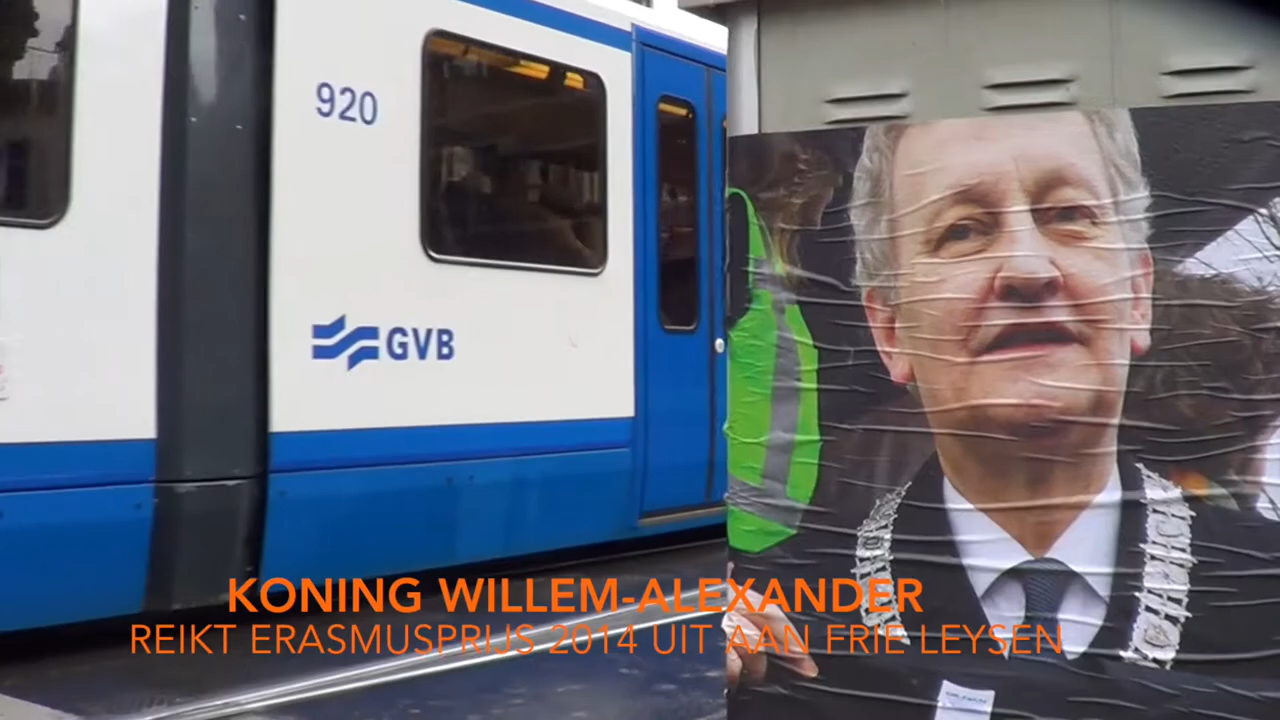 920
GVB
KONING WILLEM-ALEXANDER
REIKT ERASMUSPRIJS 2014 UIT AAN FRIE LEYSEN